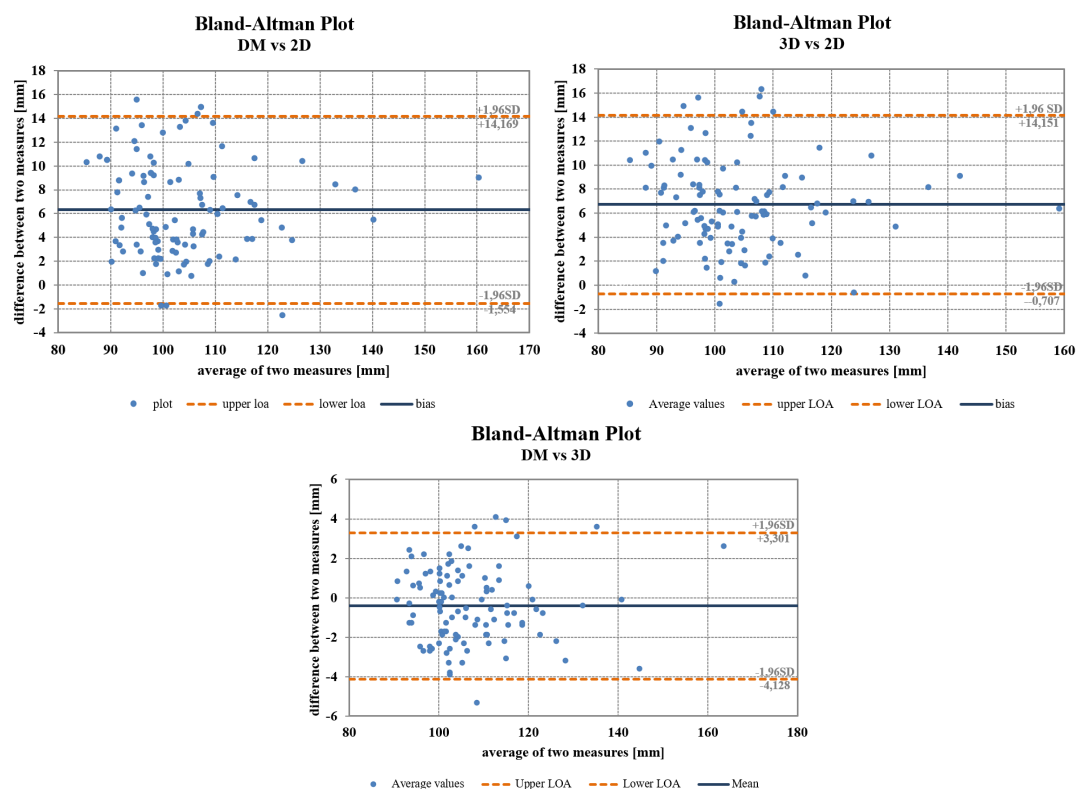 Bland-Altman Plot
DM vs 2D
difference between two measures [mm]
18
16
14
12
10
8
6
4
2
0
-2
-4
+1,96SD
+14,169
-1,96SD
-1,554
80 90 100 110 120 130 140 150 160 170
average of two measures [mm]
plot upper loa lower loa bias
Bland-Altman Plot
3D vs 2D
difference between two measures [mm]
18
16
14
12
10
8
6
4
2
0
-2
-4
+1,96 SD
+14,151
-1,96SD
--0,707
80 90 100 110 120 130 140 150 160
average of two measures [mm]
Average values upper LOA lower LOA bias
Bland-Altman Plot
DM vs 3D
difference between two measures [mm]
6
4
2
0
-2
-4
-6
+1,96SD
+3,301
-1,96SD
-4,128
80 100 120 140 160 180
average of two measures [mm]
Average values Upper LOA Lower LOA Mean